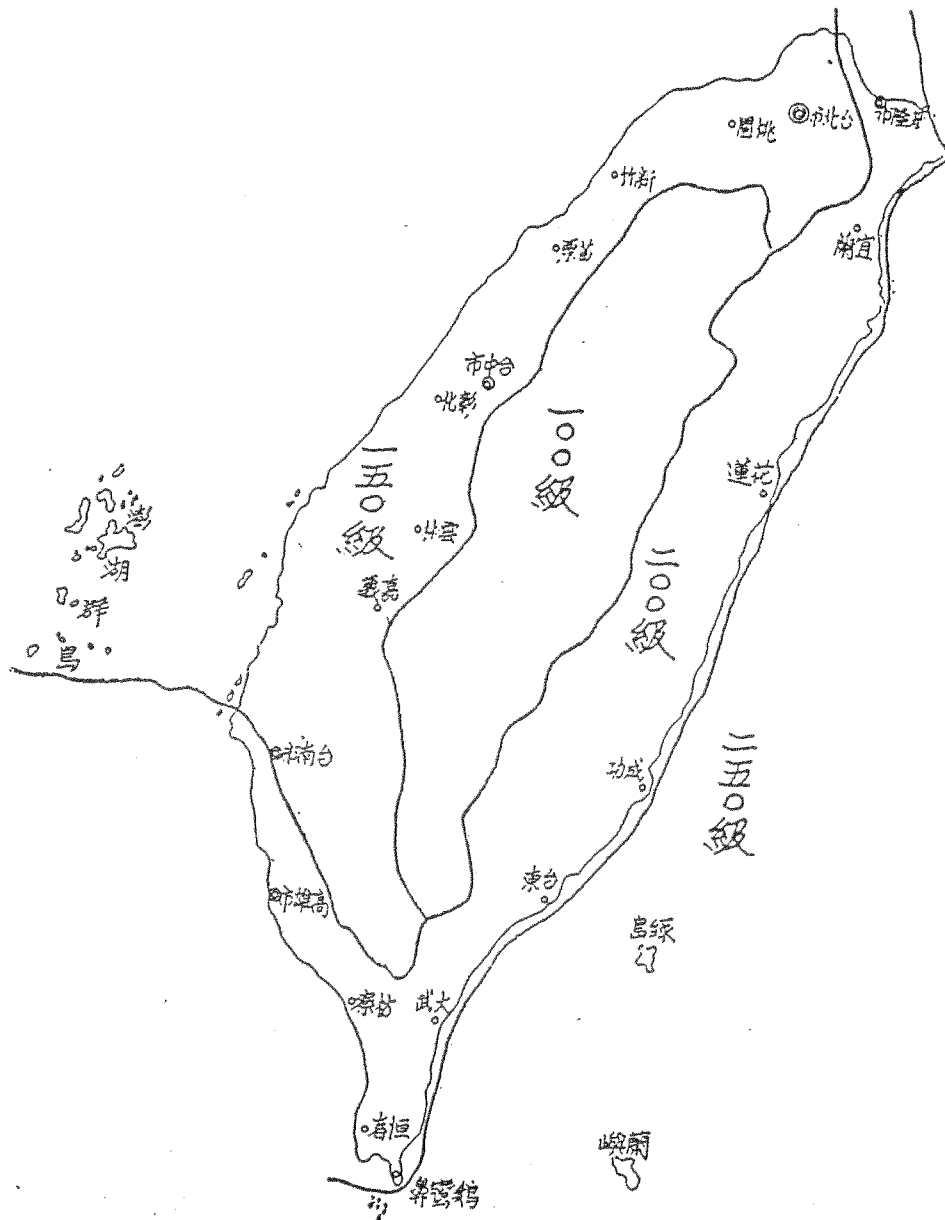 基隆市
台北市
桃園
新竹
宜蘭
苗栗
台中市
彰化
一〇〇級
一五〇級
花蓮
澎湖群島
雲林
二〇〇級
嘉義
二五〇級
台南市
成功
高雄市
台東
綠島
枋寮
大武
恒春
蘭嶼
鵝鑾鼻